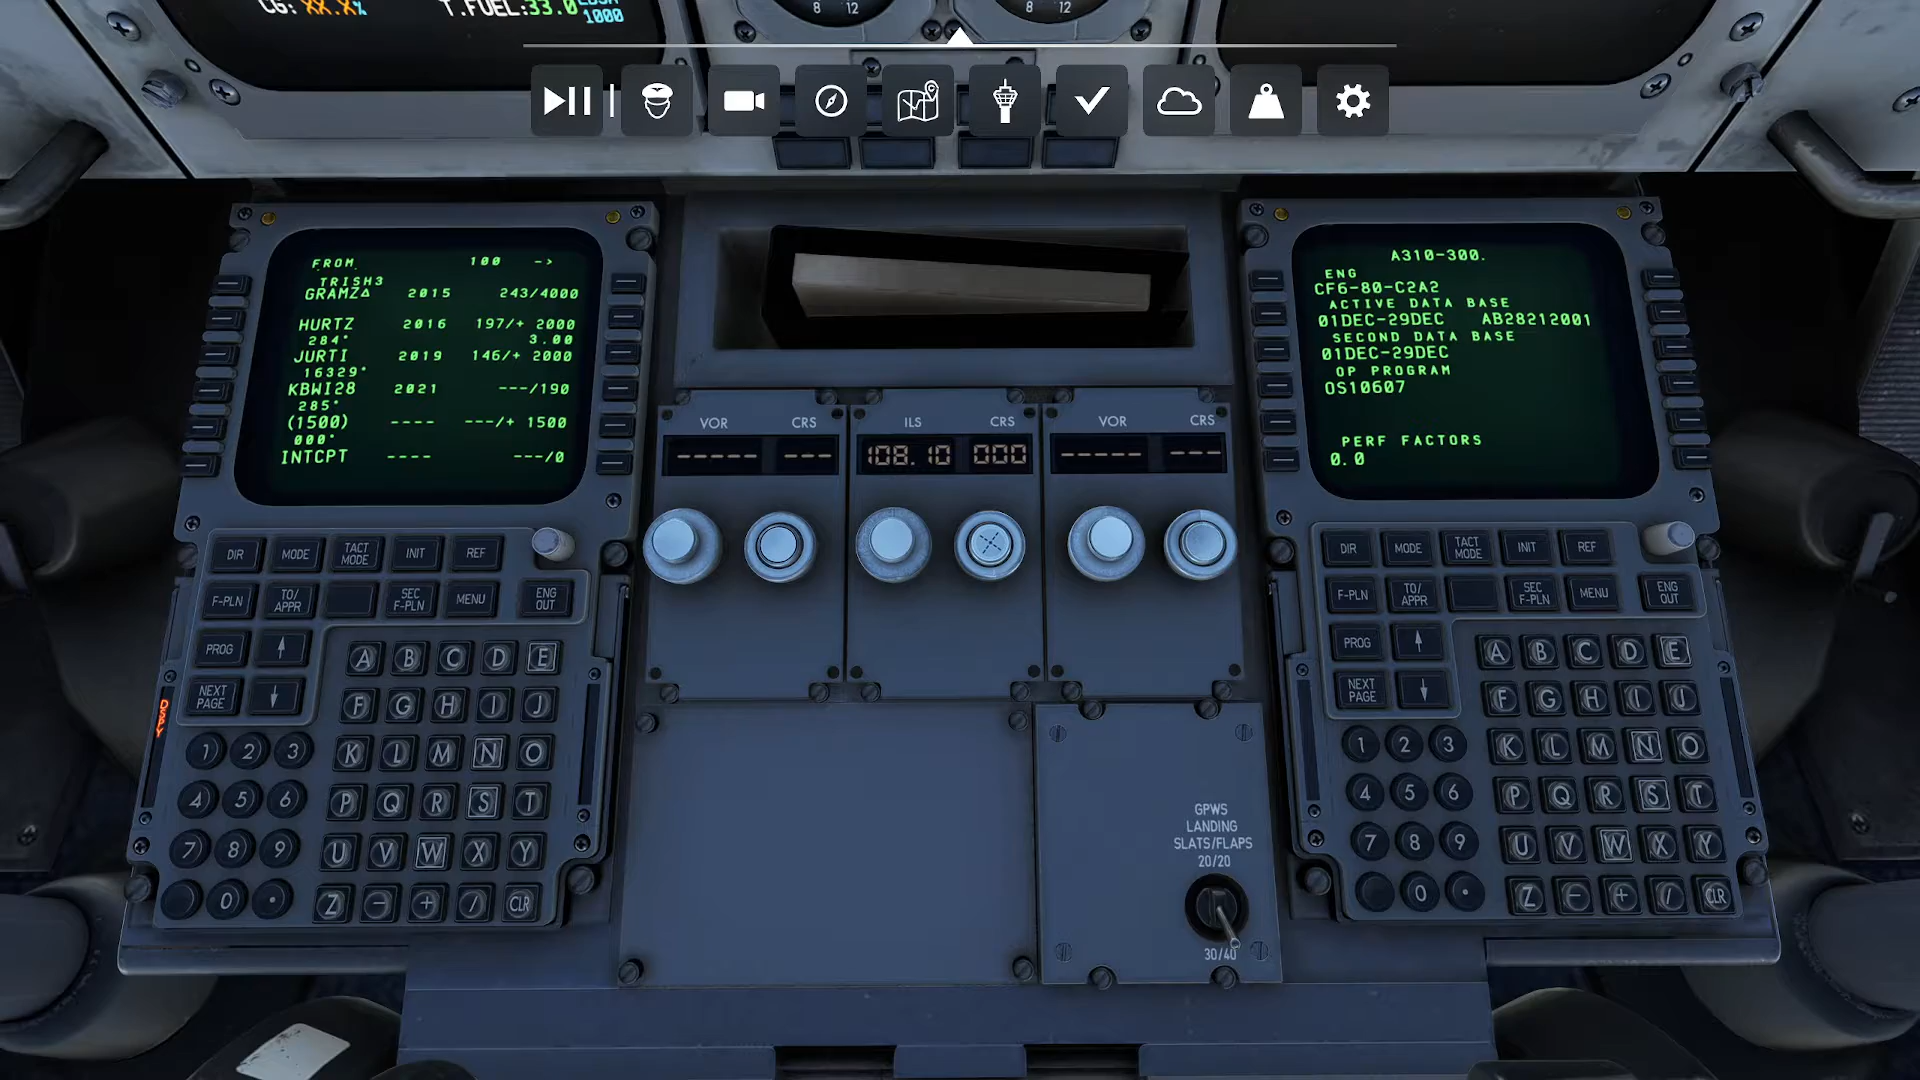 CG: XX.X%
T.FUEL:33.0
1000
8 12
8 12
FROM 100 ->
TRISH3
GRAMZ∆ 2015 243/4000
HURTZ 2016 197/+ 2000
284° 3.00
JURTI 2019 146/+ 2000
16329°
KBWI28 2021 ---/190
285°
(1500) ---- ---/+ 1500
000°
INTCPT ---- ---/0
A310-300.
ENG
CF6-80-C2A2
ACTIVE DATA BASE
01DEC-29DEC AB28212001
SECOND DATA BASE
01DEC-29DEC
OP PROGRAM
OS10607
PERF FACTORS
0.0
VOR CRS
----- ---
ILS CRS
108.10 000
VOR CRS
----- ---
DIR MODE TACT MODE INIT REF
F-PLN TO/APPR SEC F-PLN MENU ENG OUT
PROG ↑
NEXT PAGE ↓
A B C D E
F G H I J
1 2 3 K L M N O
4 5 6 P Q R S T
7 8 9 U V W X Y
0 . Z - + / CLR
DSPY
GPWS
LANDING
SLATS/FLAPS
20/20
30/40
DIR MODE TACT MODE INIT REF
F-PLN TO/APPR SEC F-PLN MENU ENG OUT
PROG ↑
NEXT PAGE ↓
A B C D E
F G H I J
1 2 3 K L M N O
4 5 6 P Q R S T
7 8 9 U V W X Y
0 . Z - + / CLR